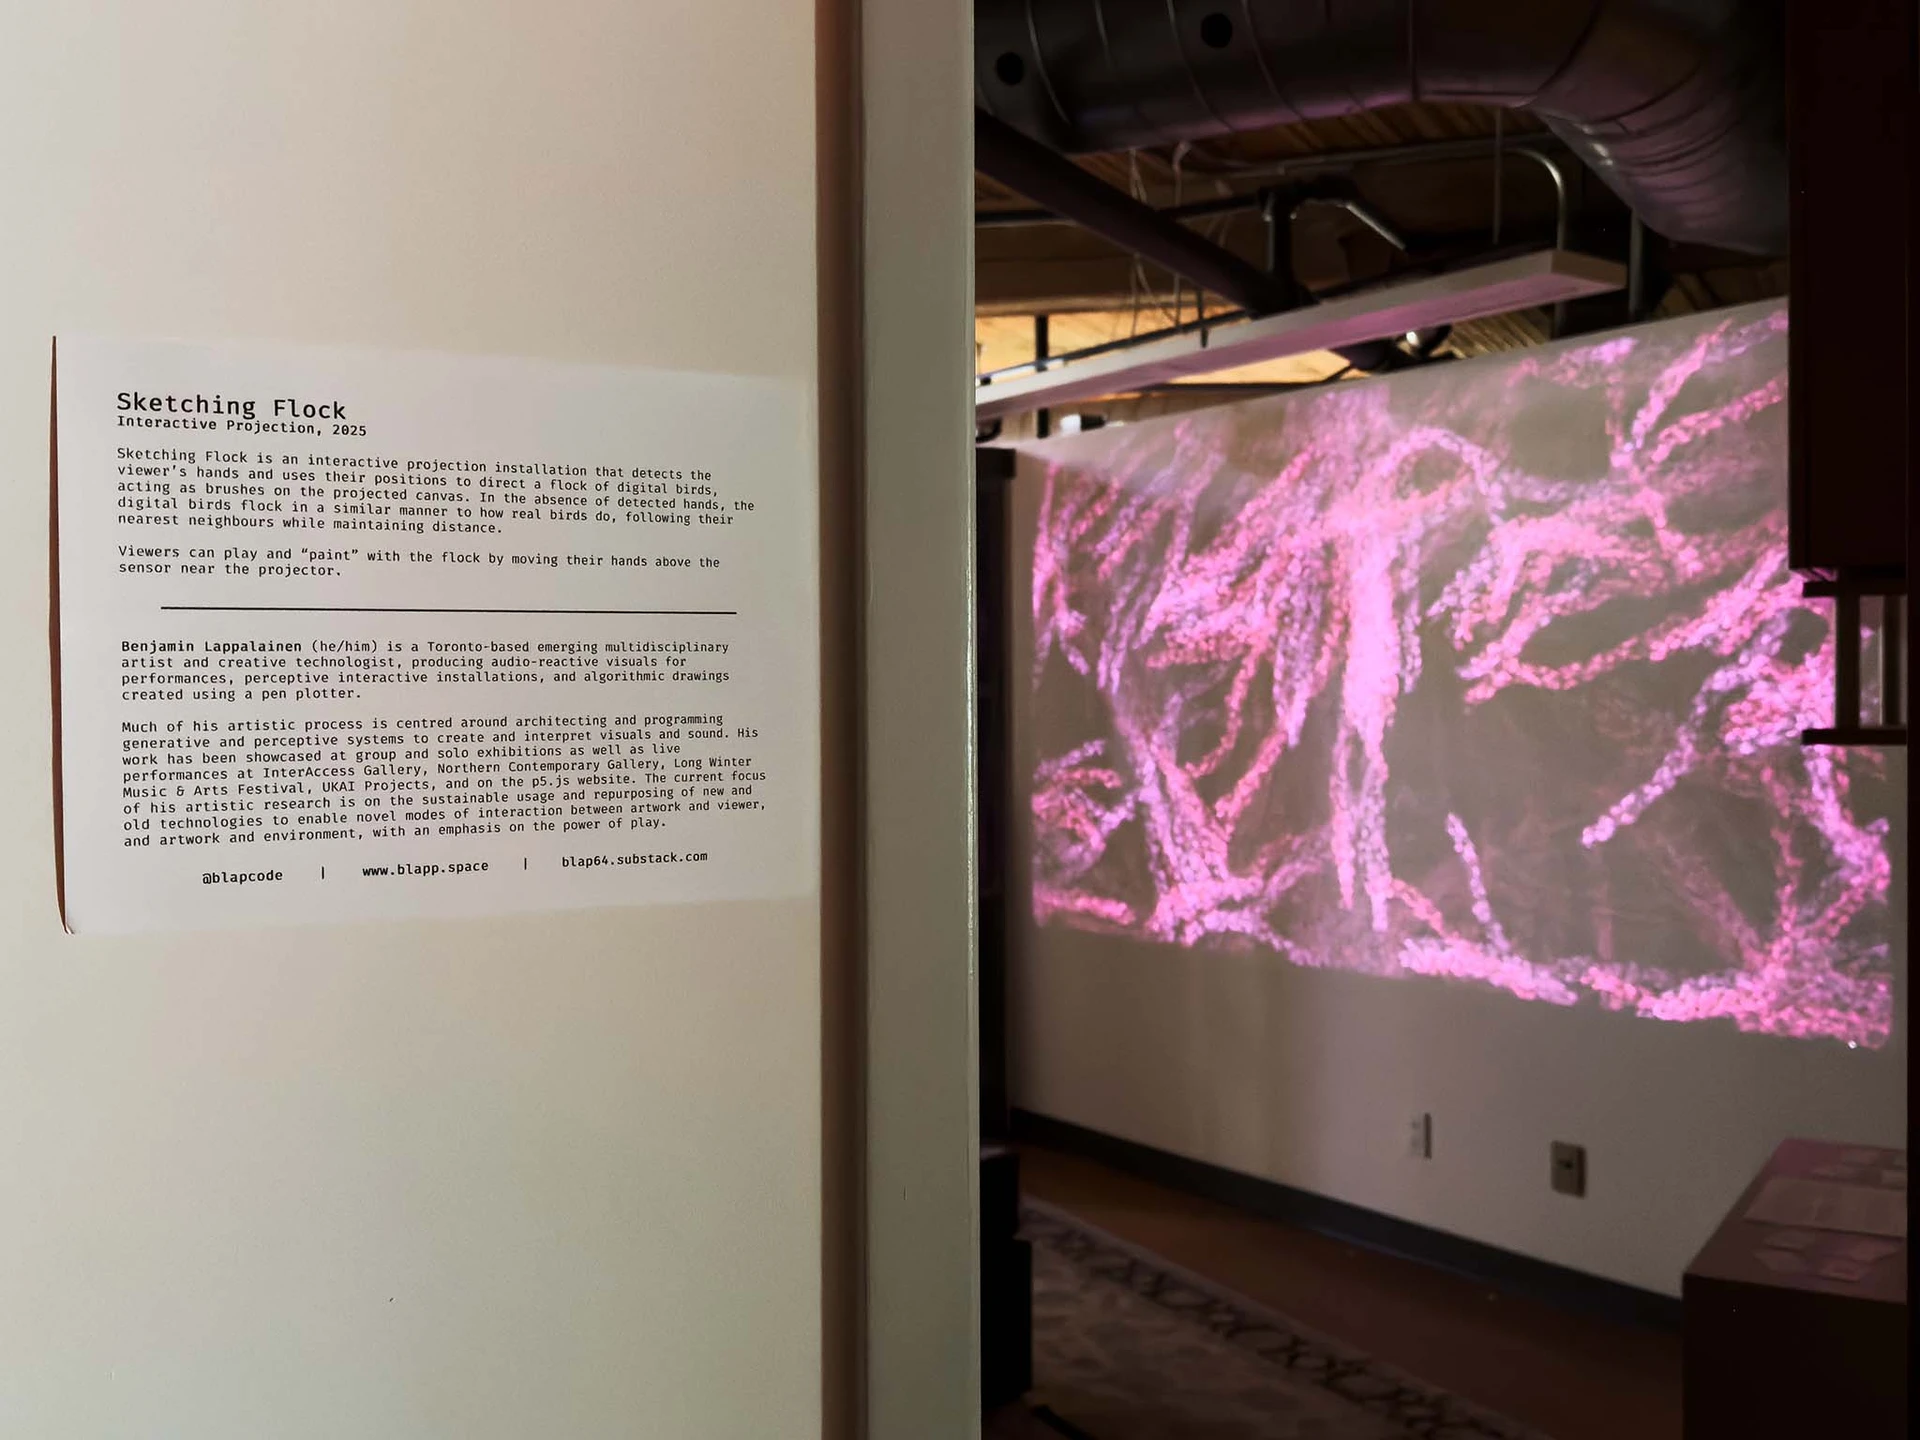 Sketching Flock
Interactive Projection, 2025
Sketching Flock is an interactive projection installation that detects the
viewer's hands and uses their positions to direct a flock of digital birds,
acting as brushes on the projected canvas. In the absence of detected hands, the
digital birds flock in a similar manner to how real birds do, following their
nearest neighbours while maintaining distance.
Viewers can play and “paint” with the flock by moving their hands above the
sensor near the projector.
Benjamin Lappalainen (he/him) is a Toronto-based emerging multidisciplinary
artist and creative technologist, producing audio-reactive visuals for
performances, perceptive interactive installations, and algorithmic drawings
created using a pen plotter.
Much of his artistic process is centred around architecting and programming
generative and perceptive systems to create and interpret visuals and sound. His
work has been showcased at group and solo exhibitions as well as live
performances at InterAccess Gallery, Northern Contemporary Gallery, Long Winter
Music & Arts Festival, UKAI Projects, and on the p5.js website. The current focus
of his artistic research is on the sustainable usage and repurposing of new and
old technologies to enable novel modes of interaction between artwork and viewer,
and artwork and environment, with an emphasis on the power of play.
@blapcode | www.blapp.space | blap64.substack.com